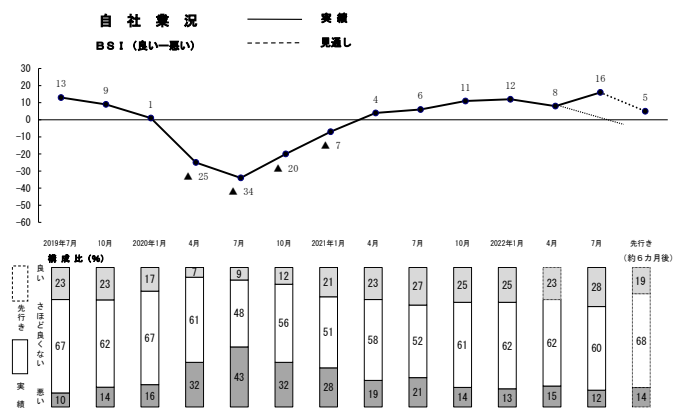 自社業況
BSI（良い―悪い）
実績
見通し
30
20
10
0
-10
-20
-30
-40
-50
-60
13
9
1
▲ 25
▲ 34
▲ 20
▲ 7
4
6
11
12
8
16
5
2019年7月 10月 2020年1月 4月 7月 10月 2021年1月 4月 7月 10月 2022年1月 4月 7月 先行き
(約6カ月後)
構成比(%)
良い
さほど良くない
悪い
先行き
実績
23 23 17 7 9 12 21 23 27 25 25 23 28 19
67 62 67 61 48 56 51 58 52 61 62 62 60 68
10 14 16 32 43 32 28 19 21 14 13 15 12 14